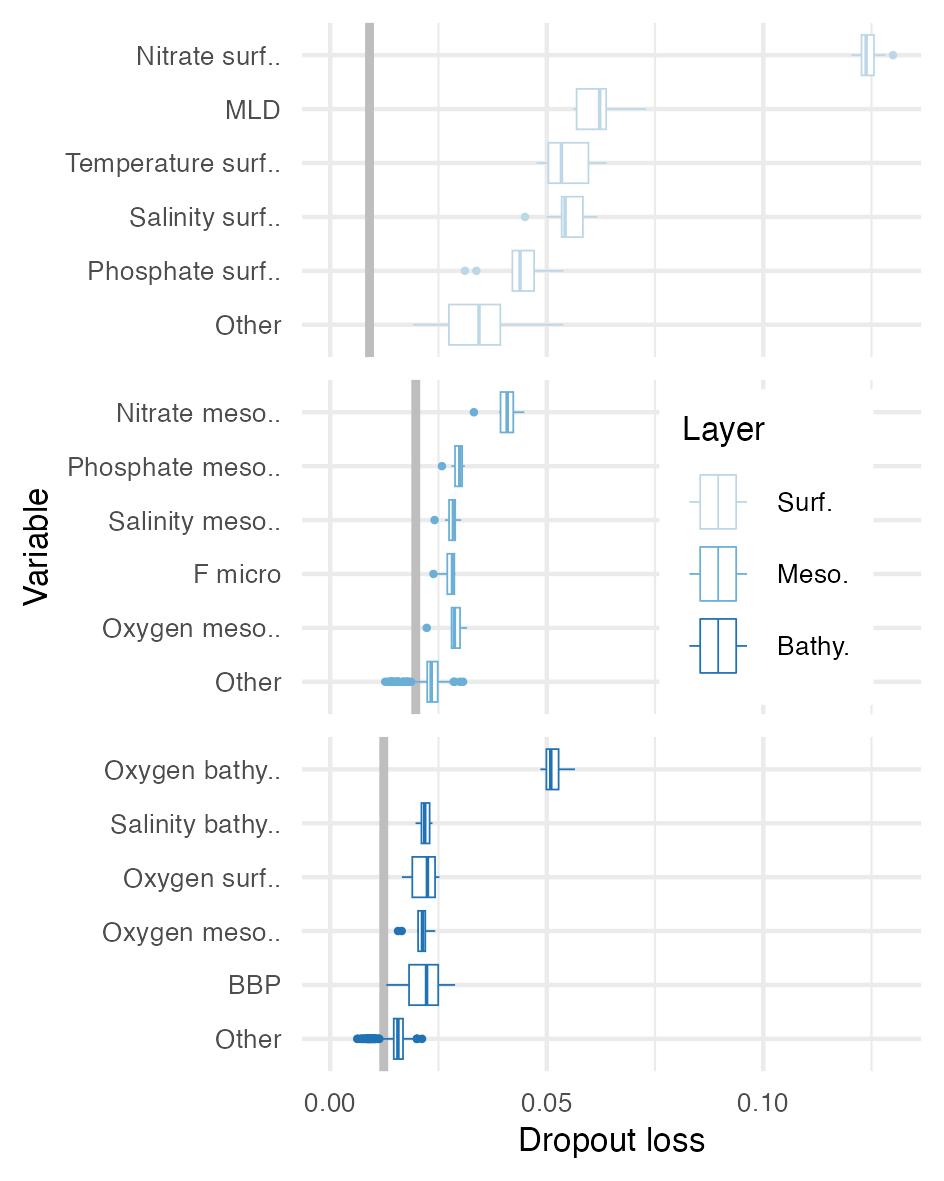 Nitrate surf..
MLD
Temperature surf..
Salinity surf..
Phosphate surf..
Other
Nitrate meso..
Phosphate meso..
Salinity meso..
F micro
Oxygen meso..
Other
Oxygen bathy..
Salinity bathy..
Oxygen surf..
Oxygen meso..
BBP
Other
Variable
Layer
Surf.
Meso.
Bathy.
0.00 0.05 0.10
Dropout loss